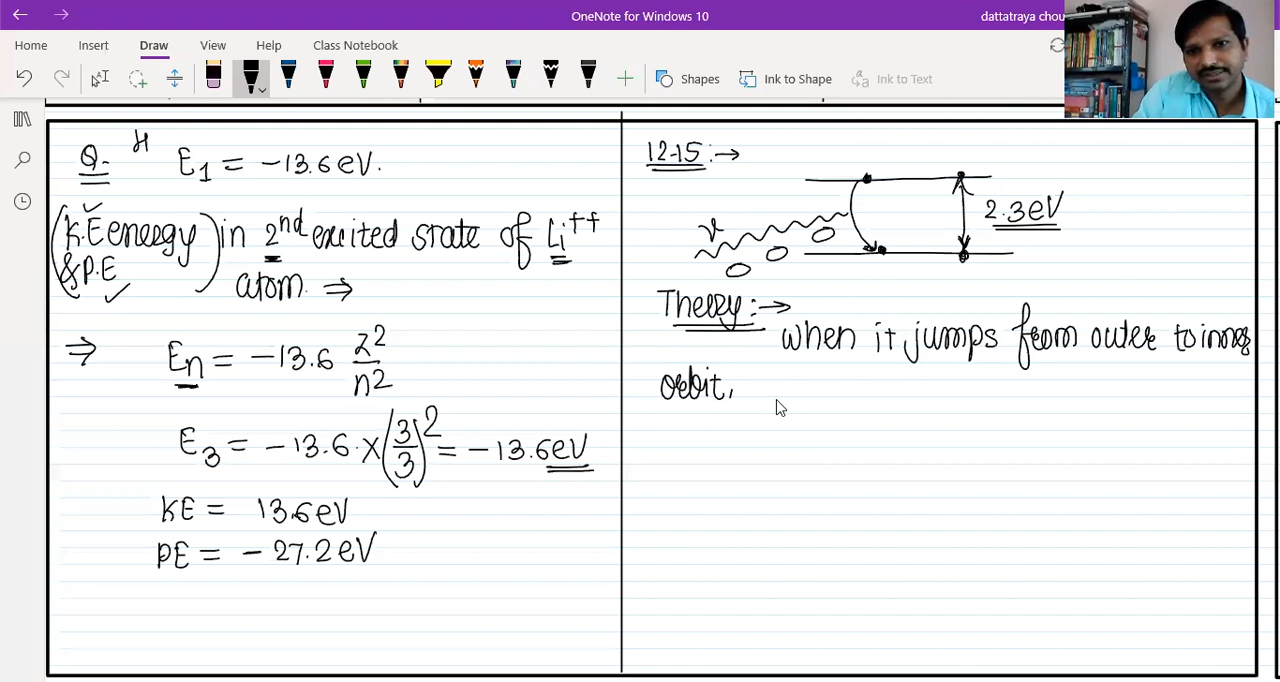 OneNote for Windows 10
dattatraya chou
Home Insert Draw View Help Class Notebook
Shapes Ink to Shape Ink to Text
Q. H E1 = -13.6 eV.
(K.E energy & P.E) in 2nd excited state of Li++
atom. ⇒
⇒ En = -13.6 Z²/n²
E3 = -13.6 × (3/3)² = -13.6 eV
KE = 13.6 eV
PE = -27.2 eV
12.15 :→
2.3 eV
ν
Theory :→
when it jumps from outer to inner
orbit,